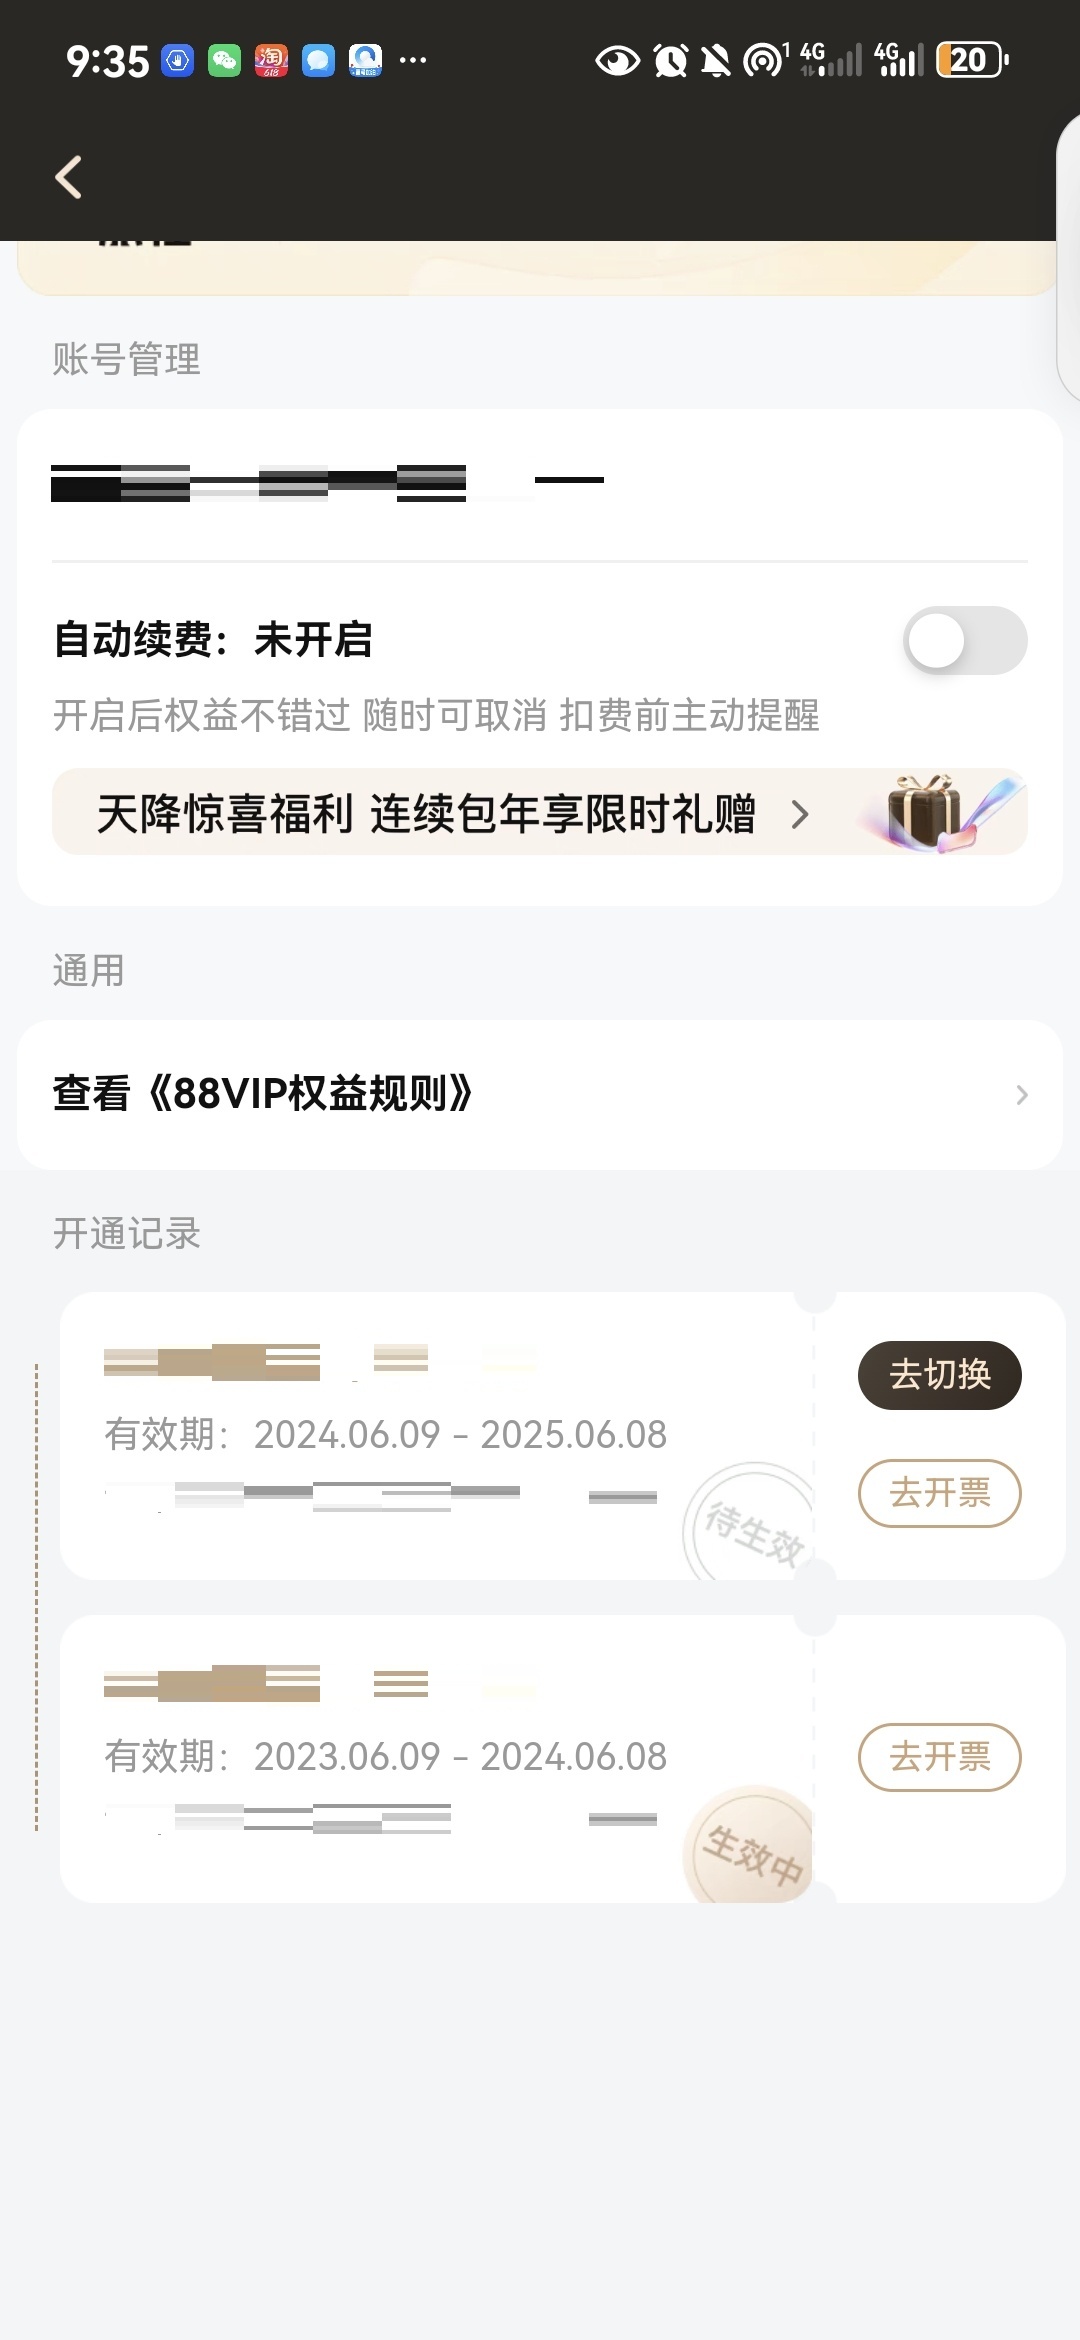 9:35 淘 618 1 4G 4G 20
账号管理
自动续费：未开启
开启后权益不错过 随时可取消 扣费前主动提醒
天降惊喜福利 连续包年享限时礼赠
通用
查看《88VIP权益规则》
开通记录
去切换
有效期：2024.06.09 - 2025.06.08
去开票
待生效
有效期：2023.06.09 - 2024.06.08
去开票
生效中